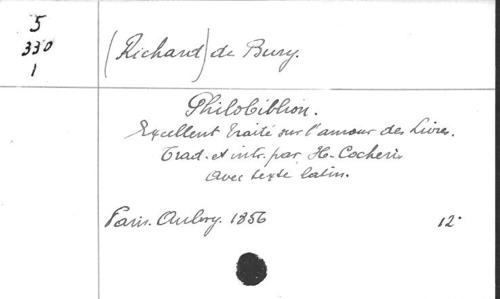 5
330
1
(Richard) de Bury.
Philobiblion.
Excellent traité sur l'amour des Livres.
Trad. et intr. par H. Cocheris
avec texte latin.
Paris. Aubry. 1856 12°